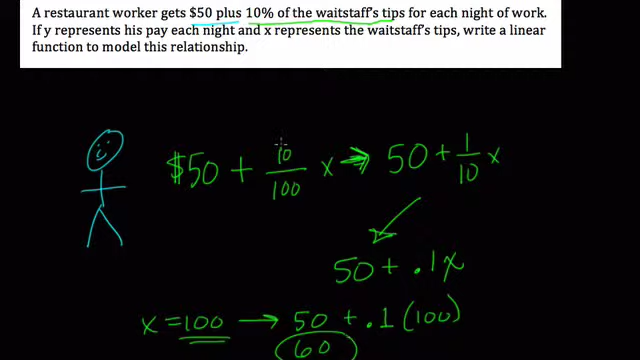 A restaurant worker gets $50 plus 10% of the waitstaff's tips for each night of work.
If y represents his pay each night and x represents the waitstaff's tips, write a linear
function to model this relationship.
$50 + 10/100 x → 50 + 1/10 x
50 + .1x
x = 100 → 50 + .1(100)
60